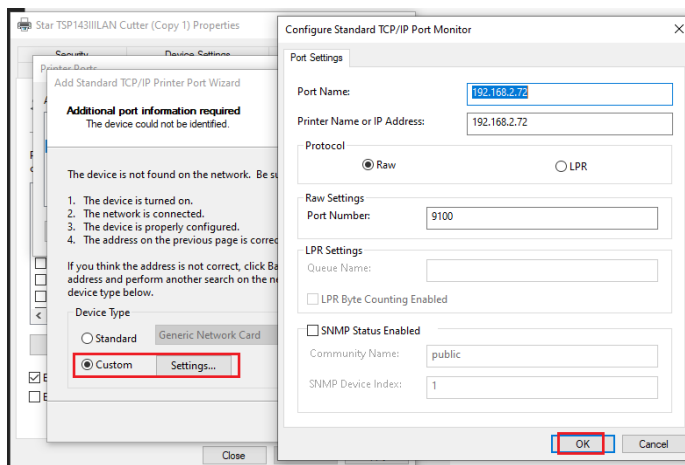 Star TSP143IIILAN Cutter (Copy 1) Properties
Security Device Settings
Printer Ports
Add Standard TCP/IP Printer Port Wizard
Additional port information required
The device could not be identified.
The device is not found on the network. Be su
1. The device is turned on.
2. The network is connected.
3. The device is properly configured.
4. The address on the previous page is correc
If you think the address is not correct, click Ba
address and perform another search on the ne
device type below.
Device Type
Standard Generic Network Card
Custom Settings...
Close
Configure Standard TCP/IP Port Monitor
Port Settings
Port Name: 192.168.2.72
Printer Name or IP Address: 192.168.2.72
Protocol
Raw LPR
Raw Settings
Port Number: 9100
LPR Settings
Queue Name:
LPR Byte Counting Enabled
SNMP Status Enabled
Community Name: public
SNMP Device Index: 1
OK Cancel